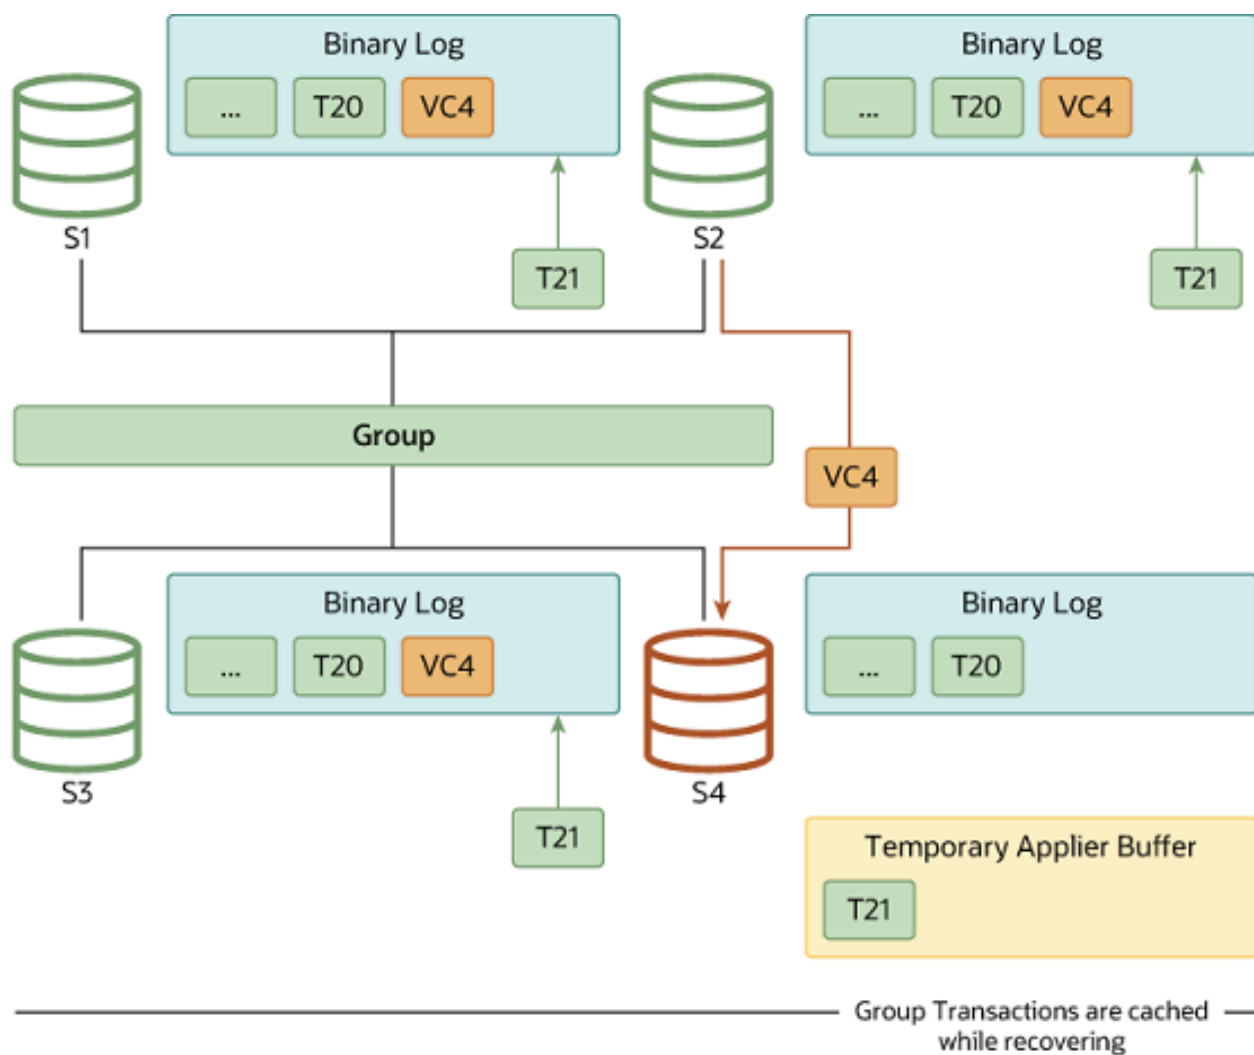 Binary Log
... T20 VC4
S1
T21
Binary Log
... T20 VC4
S2
T21
Group
VC4
Binary Log
... T20 VC4
S3
T21
Binary Log
... T20
S4
Temporary Applier Buffer
T21
Group Transactions are cached
while recovering